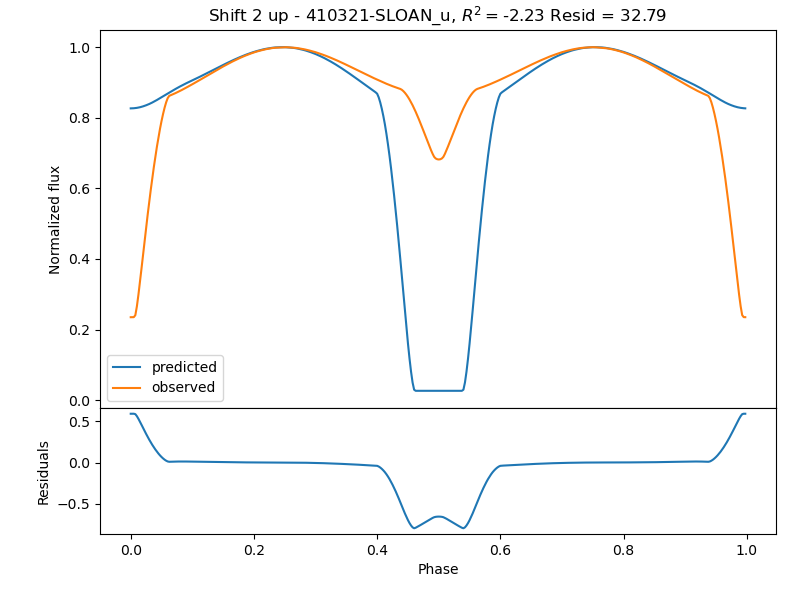 Shift 2 up - 410321-SLOAN_u, $R^2 =$ -2.23 Resid = 32.79
1.0
0.8
Normalized flux
0.6
0.4
0.2
0.0
predicted
observed
0.5
0.0
−0.5
Residuals
0.0 0.2 0.4 0.6 0.8 1.0
Phase